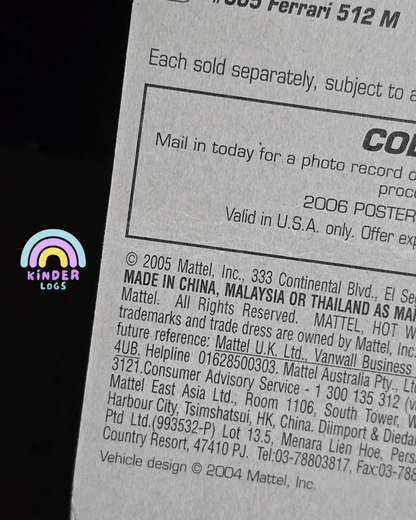 #005 Ferrari 512 M
Each sold separately, subject to a
COL
Mail in today for a photo record o
proce
2006 POSTER
Valid in U.S.A. only. Offer exp
© 2005 Mattel, Inc., 333 Continental Blvd., El Se
MADE IN CHINA, MALAYSIA OR THAILAND AS MA
Mattel. All Rights Reserved. MATTEL, HOT W
trademarks and trade dress are owned by Mattel, Inc.
future reference: Mattel U.K. Ltd., Vanwall Business
4UB. Helpline 01628500303. Mattel Australia Pty., L
3121.Consumer Advisory Service - 1 300 135 312 (v
Mattel East Asia Ltd., Room 1106, South Tower, W
Harbour City, Tsimshatsui, HK, China. Diimport & Diedar
Ptd Ltd.(993532-P) Lot 13.5, Menara Lien Hoe, Pers
Country Resort, 47410 PJ. Tel:03-78803817, Fax:03-788
Vehicle design © 2004 Mattel, Inc.
KiNDER
LOGS